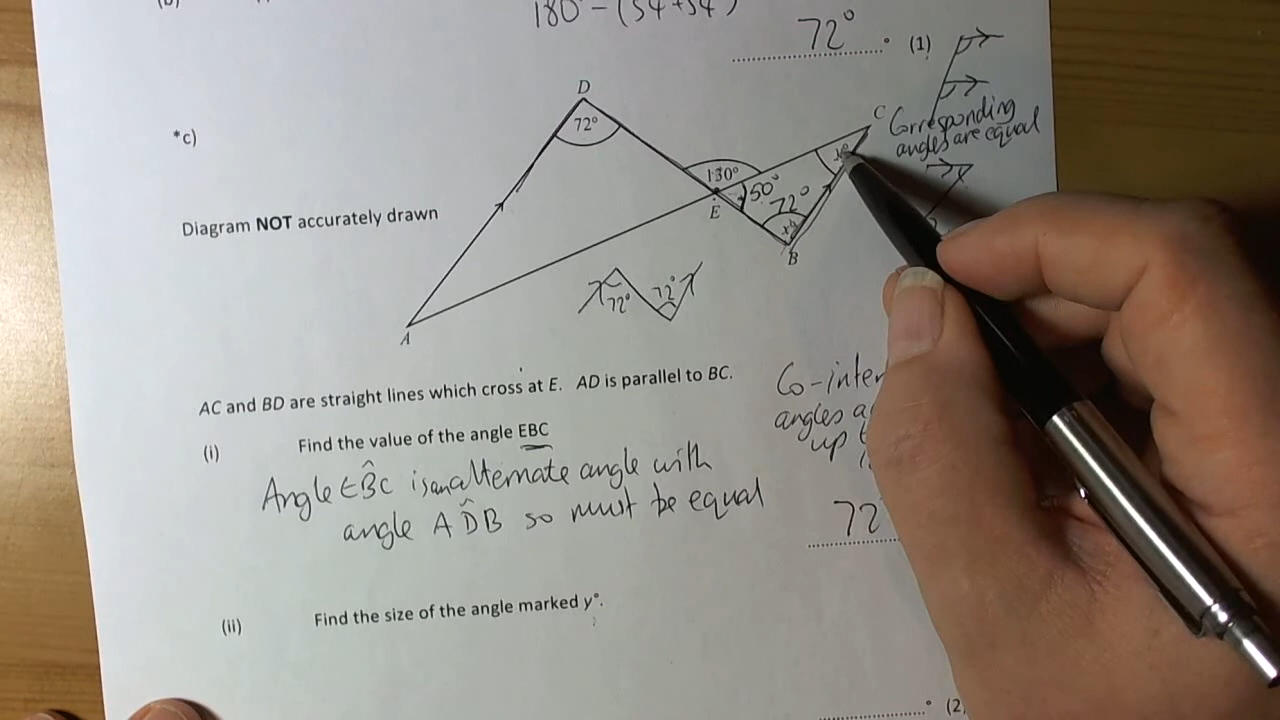 180 - (54+54)
72°
° (1)
*c)
D
72°
C
Corresponding
angles are equal
130°
50°
72°
E
x°
B
Diagram NOT accurately drawn
72°
72°
A
AC and BD are straight lines which cross at E. AD is parallel to BC.
(i) Find the value of the angle EBC
Co-inter
angles a
up t
Angle EB̂C is an alternate angle with
angle AD̂B so must be equal
72°
(ii) Find the size of the angle marked y°.
° (2